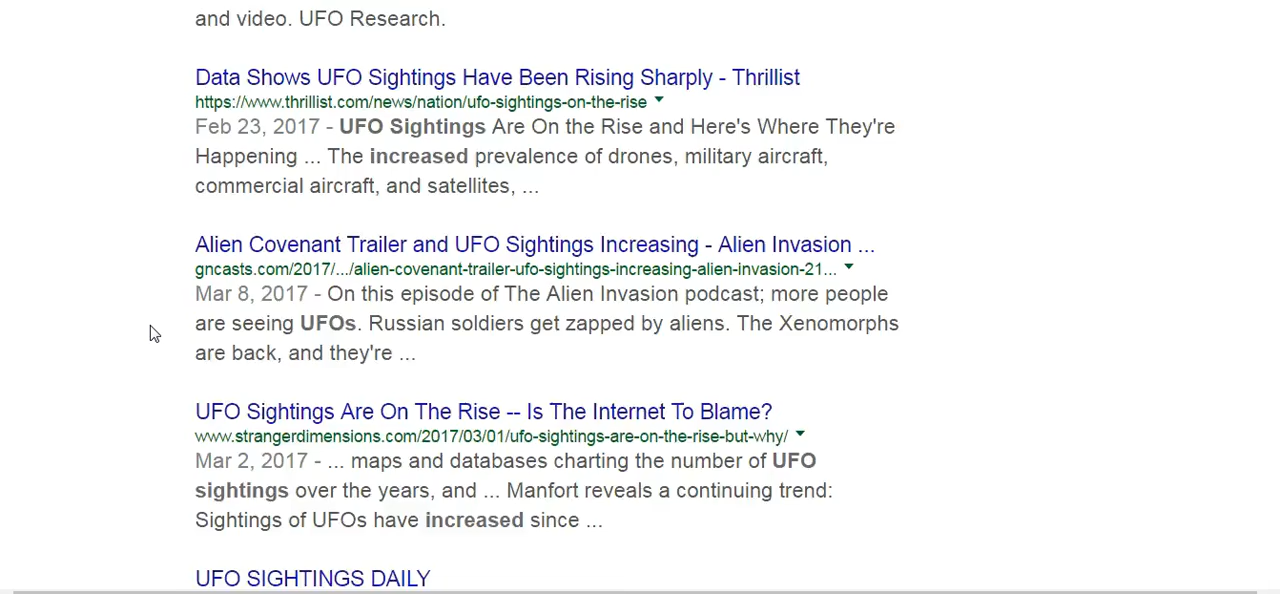 and video. UFO Research.
Data Shows UFO Sightings Have Been Rising Sharply - Thrillist
https://www.thrillist.com/news/nation/ufo-sightings-on-the-rise
Feb 23, 2017 - UFO Sightings Are On the Rise and Here's Where They're
Happening ... The increased prevalence of drones, military aircraft,
commercial aircraft, and satellites, ...
Alien Covenant Trailer and UFO Sightings Increasing - Alien Invasion ...
gncasts.com/2017/.../alien-covenant-trailer-ufo-sightings-increasing-alien-invasion-21...
Mar 8, 2017 - On this episode of The Alien Invasion podcast; more people
are seeing UFOs. Russian soldiers get zapped by aliens. The Xenomorphs
are back, and they're ...
UFO Sightings Are On The Rise -- Is The Internet To Blame?
www.strangerdimensions.com/2017/03/01/ufo-sightings-are-on-the-rise-but-why/
Mar 2, 2017 - ... maps and databases charting the number of UFO
sightings over the years, and ... Manfort reveals a continuing trend:
Sightings of UFOs have increased since ...
UFO SIGHTINGS DAILY